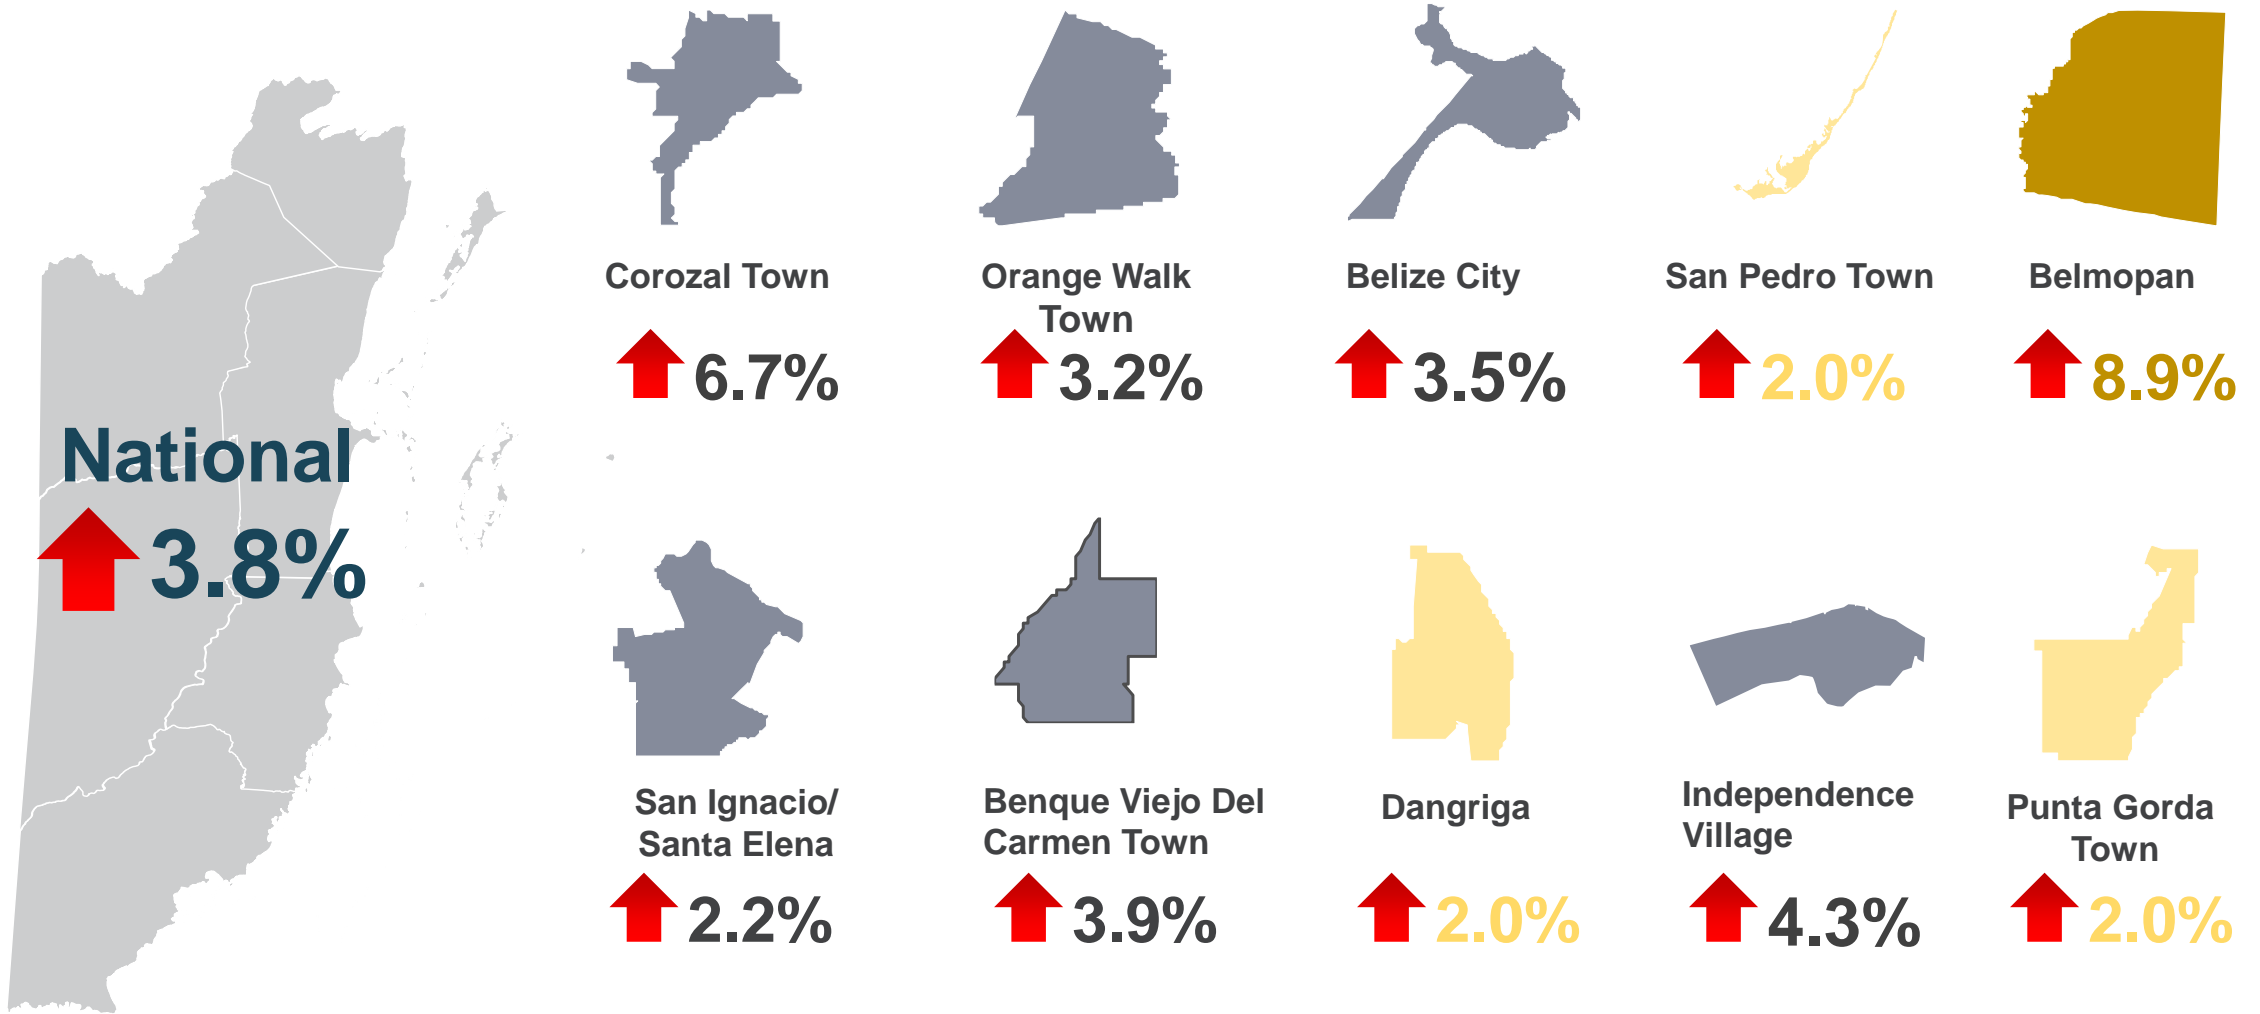 National
3.8%
Corozal Town
6.7%
Orange Walk
Town
3.2%
Belize City
3.5%
San Pedro Town
2.0%
Belmopan
8.9%
San Ignacio/
Santa Elena
2.2%
Benque Viejo Del
Carmen Town
3.9%
Dangriga
2.0%
Independence
Village
4.3%
Punta Gorda
Town
2.0%